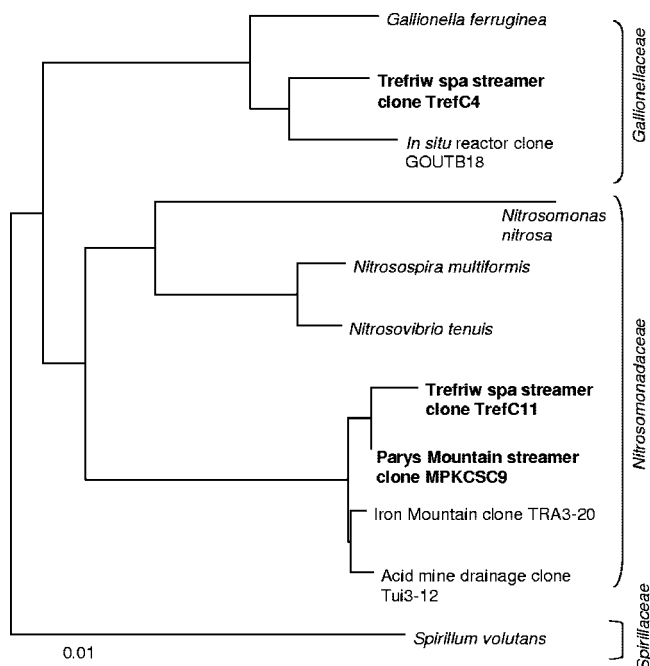 Gallionella ferruginea
Trefriw spa streamer
clone TrefC4
In situ reactor clone
GOUTB18
Gallionellaceae
Nitrosomonas
nitrosa
Nitrosospira multiformis
Nitrosovibrio tenuis
Trefriw spa streamer
clone TrefC11
Parys Mountain streamer
clone MPKCSC9
Iron Mountain clone TRA3-20
Acid mine drainage clone
Tui3-12
Nitrosomonadaceae
Spirillum volutans
Spirillaceae
0.01